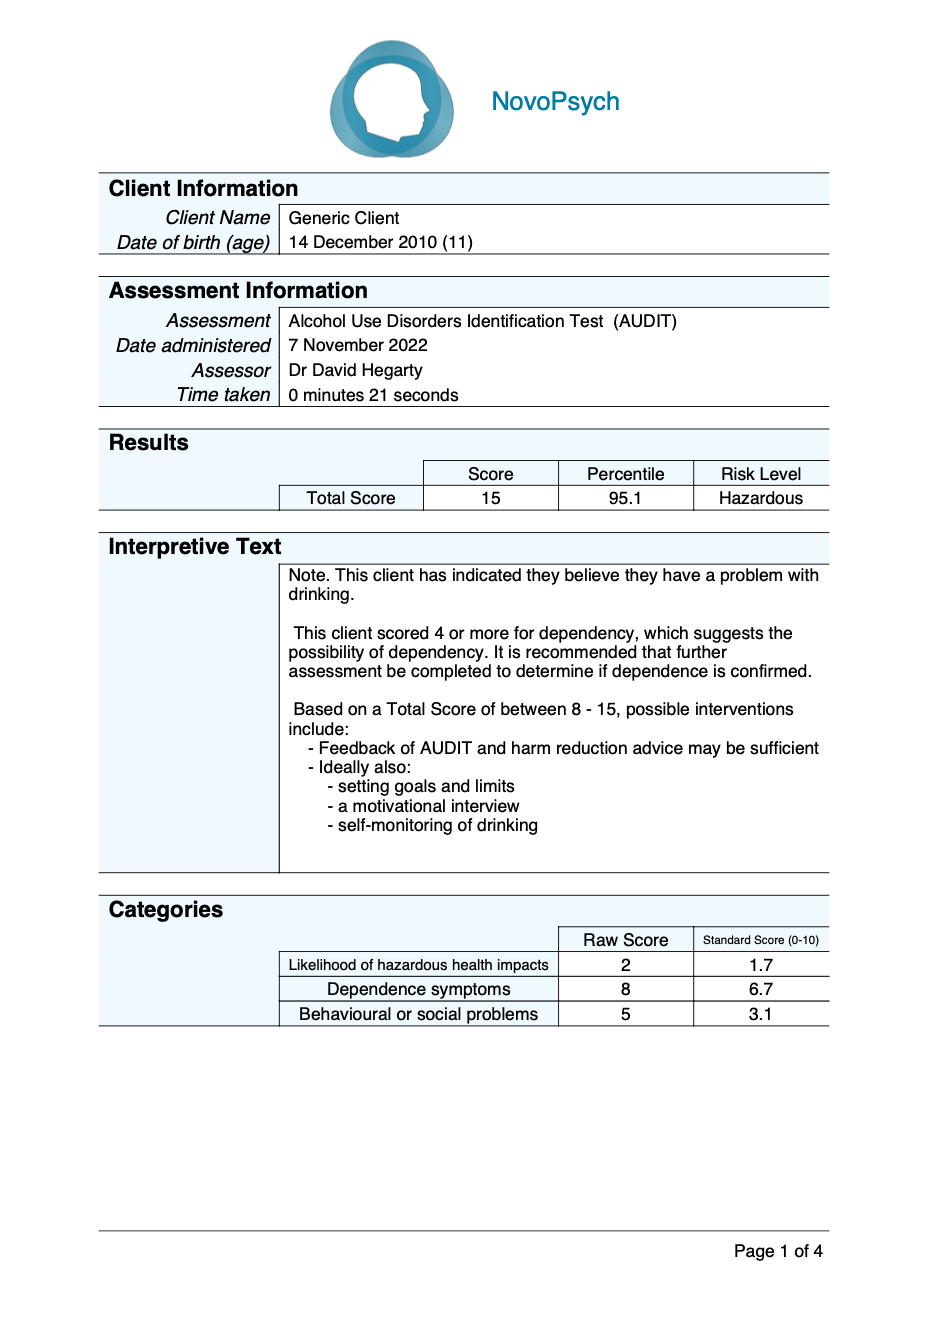 NovoPsych
Client Information
Client Name Generic Client
Date of birth (age) 14 December 2010 (11)
Assessment Information
Assessment Alcohol Use Disorders Identification Test (AUDIT)
Date administered 7 November 2022
Assessor Dr David Hegarty
Time taken 0 minutes 21 seconds
Results
Score Percentile Risk Level
Total Score 15 95.1 Hazardous
Interpretive Text
Note. This client has indicated they believe they have a problem with
drinking.
This client scored 4 or more for dependency, which suggests the
possibility of dependency. It is recommended that further
assessment be completed to determine if dependence is confirmed.
Based on a Total Score of between 8 - 15, possible interventions
include:
- Feedback of AUDIT and harm reduction advice may be sufficient
- Ideally also:
- setting goals and limits
- a motivational interview
- self-monitoring of drinking
Categories
Raw Score Standard Score (0-10)
Likelihood of hazardous health impacts 2 1.7
Dependence symptoms 8 6.7
Behavioural or social problems 5 3.1
Page 1 of 4